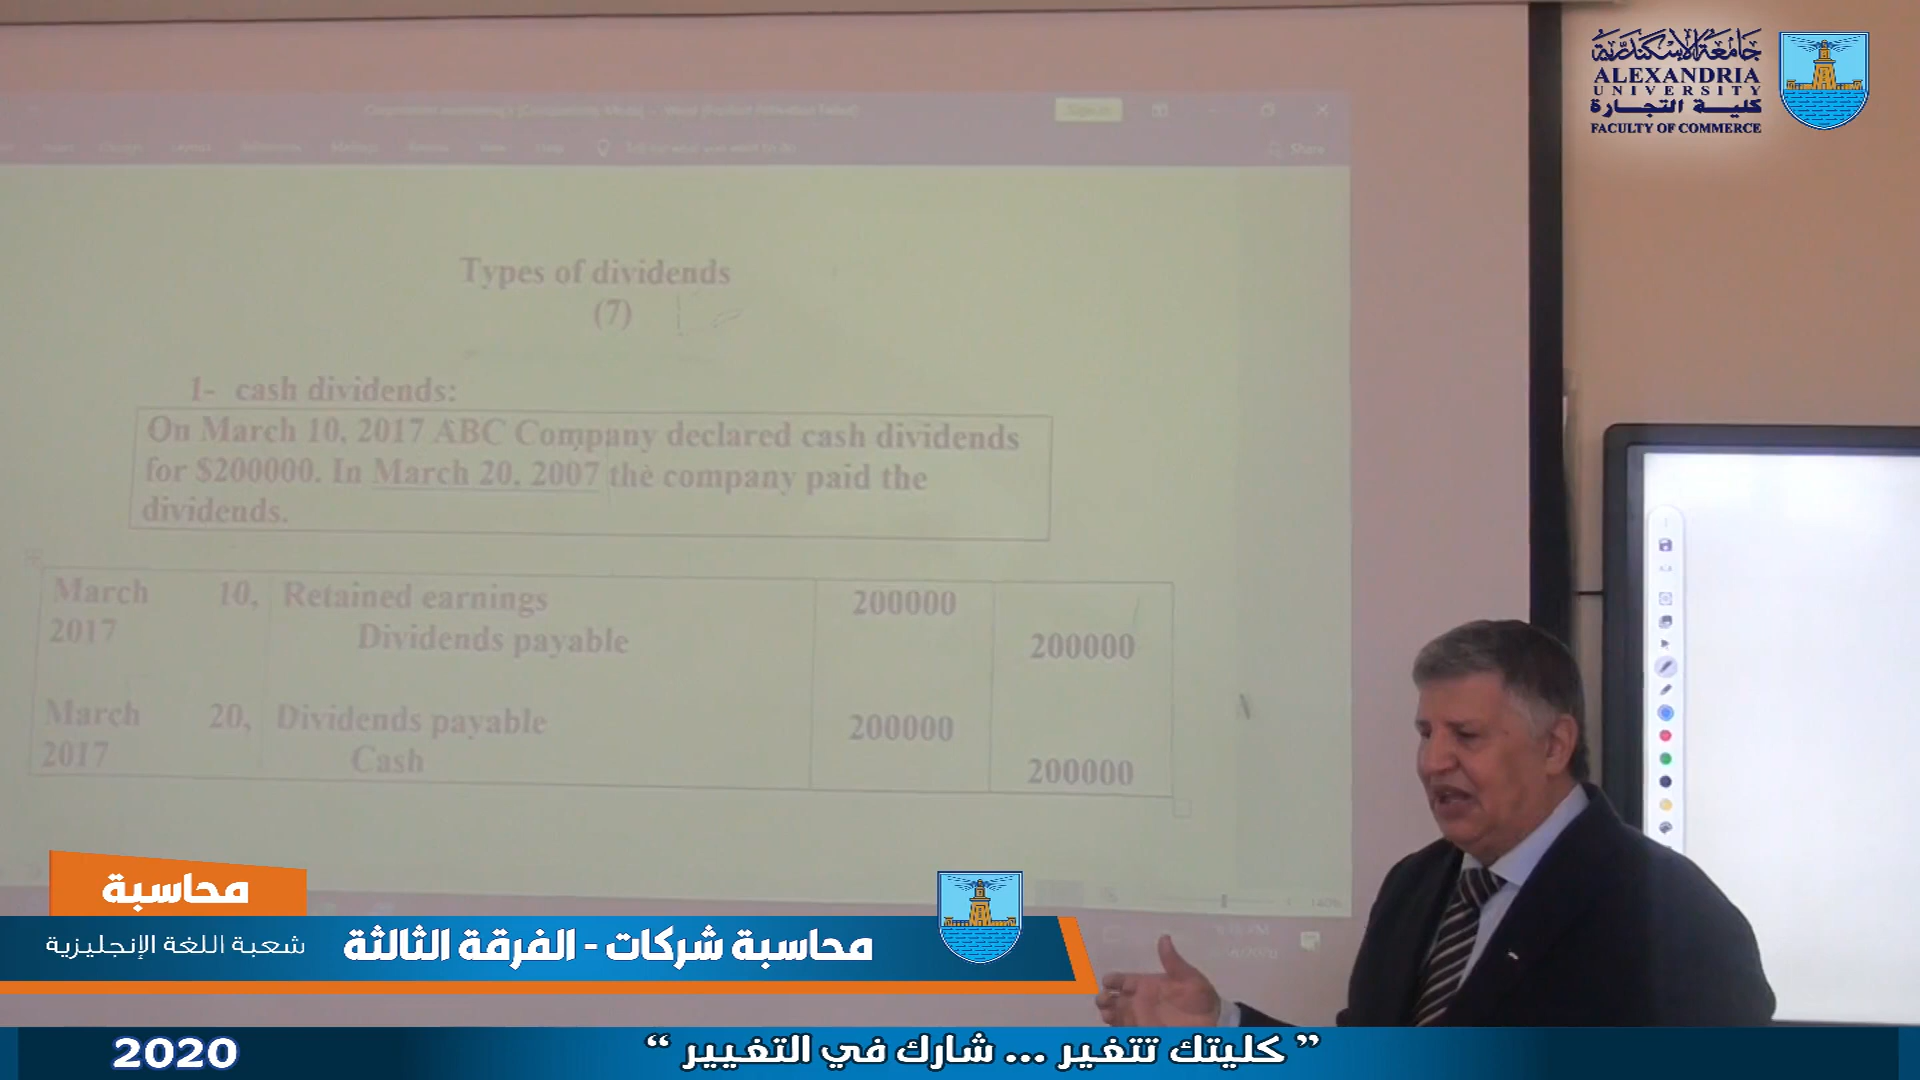 جامعة الإسكندرية
ALEXANDRIA
UNIVERSITY
كلية التجارة
FACULTY OF COMMERCE
Share
Types of dividends
(7)
1- cash dividends:
On March 10, 2017 ABC Company declared cash dividends
for $200000. In March 20, 2007 the company paid the
dividends.
March 10, Retained earnings 200000
2017 Dividends payable 200000
March 20, Dividends payable 200000
2017 Cash 200000
محاسبة
محاسبة شركات - الفرقة الثالثة
شعبة اللغة الإنجليزية
2020
” كليتك تتغير ... شارك في التغيير “